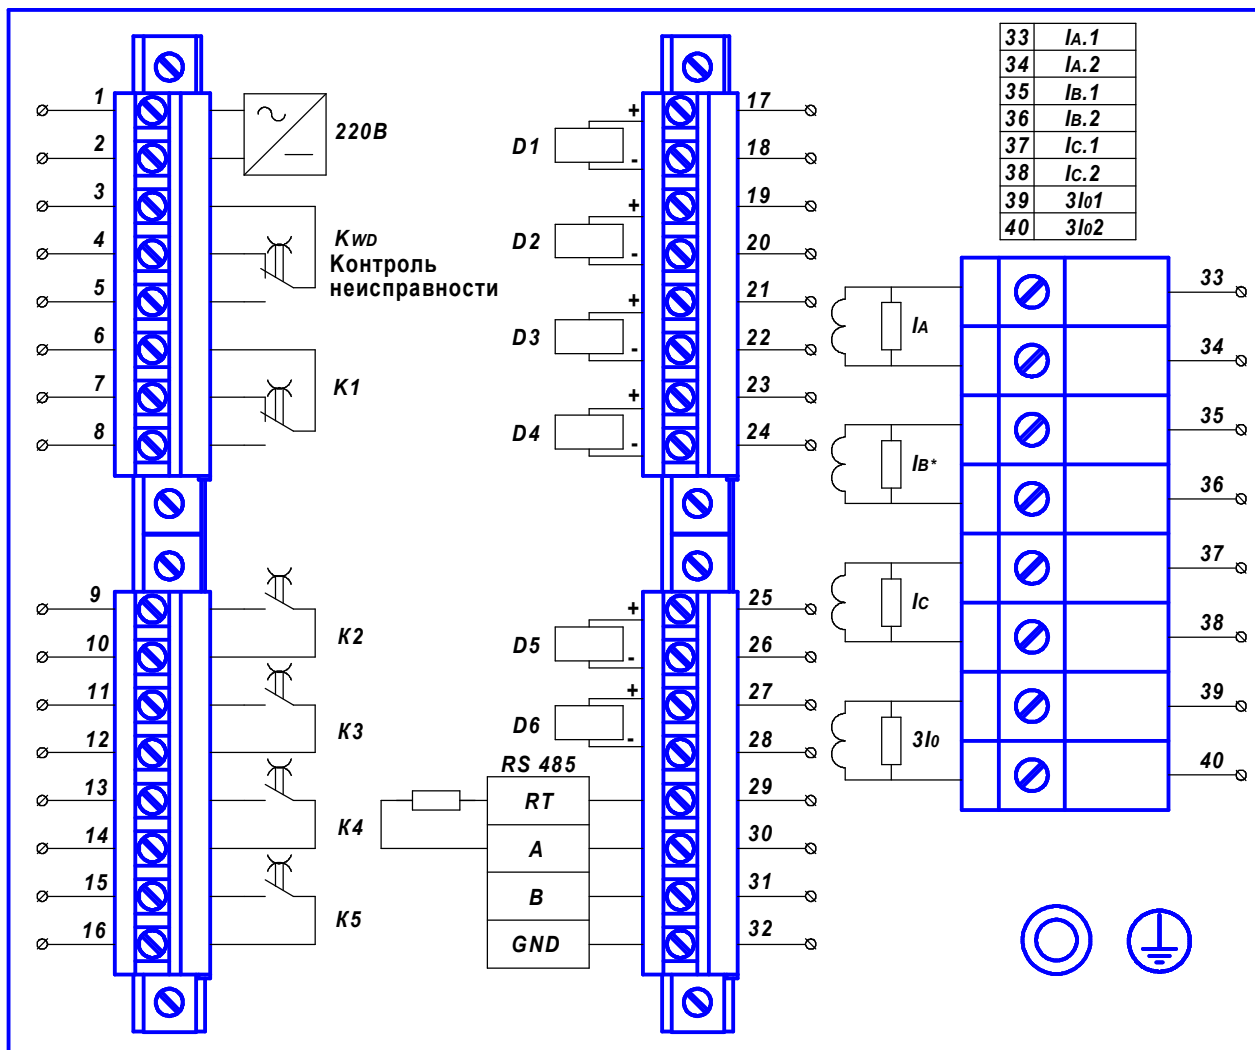 1
2
3
4
5
6
7
8
220В
KWD
Контроль
неисправности
K1
9
10
11
12
13
14
15
16
K2
K3
K4
K5
D1
+
-
D2
+
-
D3
+
-
D4
+
-
17
18
19
20
21
22
23
24
D5
+
-
D6
+
-
RS 485
RT
A
B
GND
25
26
27
28
29
30
31
32
33 IA.1
34 IA.2
35 IB.1
36 IB.2
37 IC.1
38 IC.2
39 3I01
40 3I02
IA
IB*
IC
3I0
33
34
35
36
37
38
39
40